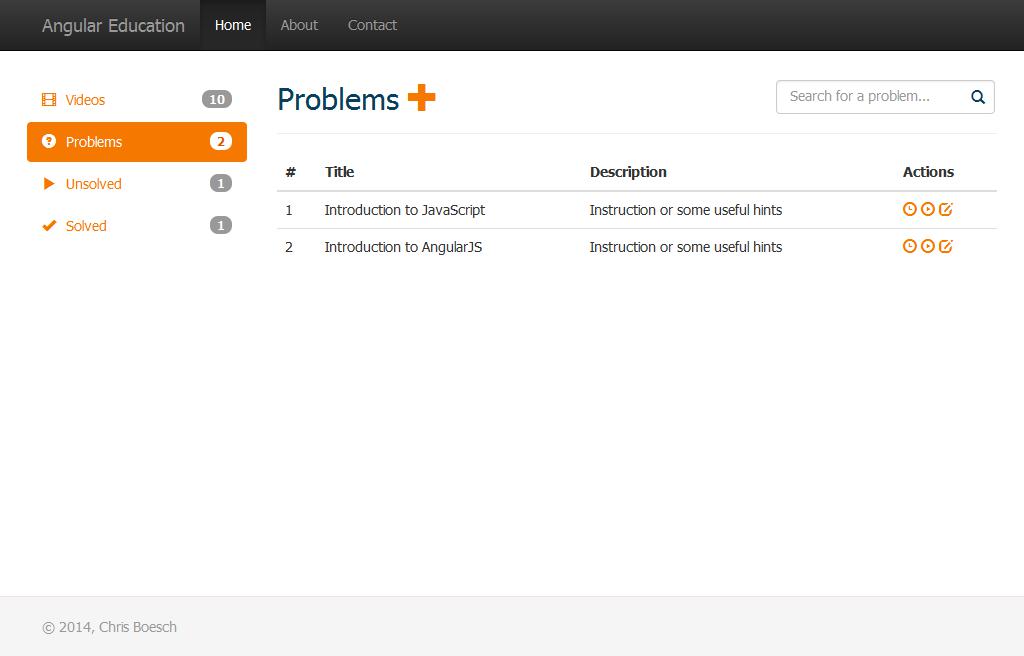 Angular Education Home About Contact
Videos 10
Problems 2
Unsolved 1
Solved 1
Problems
Search for a problem...
# Title Description Actions
1 Introduction to JavaScript Instruction or some useful hints
2 Introduction to AngularJS Instruction or some useful hints
© 2014, Chris Boesch